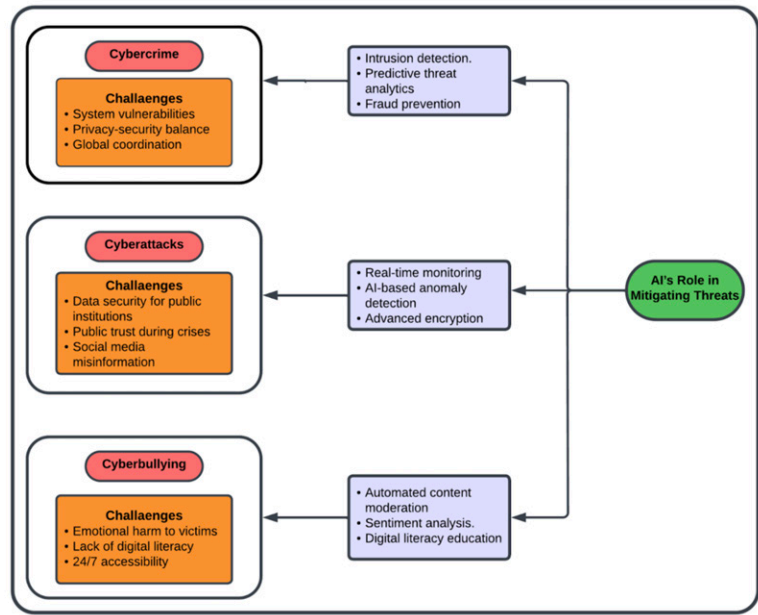 Cybercrime
Challaenges
• System vulnerabilities
• Privacy-security balance
• Global coordination
• Intrusion detection.
• Predictive threat
analytics
• Fraud prevention
Cyberattacks
Challaenges
• Data security for public
institutions
• Public trust during crises
• Social media
misinformation
• Real-time monitoring
• AI-based anomaly
detection
• Advanced encryption
AI's Role in
Mitigating Threats
Cyberbullying
Challaenges
• Emotional harm to victims
• Lack of digital literacy
• 24/7 accessibility
• Automated content
moderation
• Sentiment analysis.
• Digital literacy education